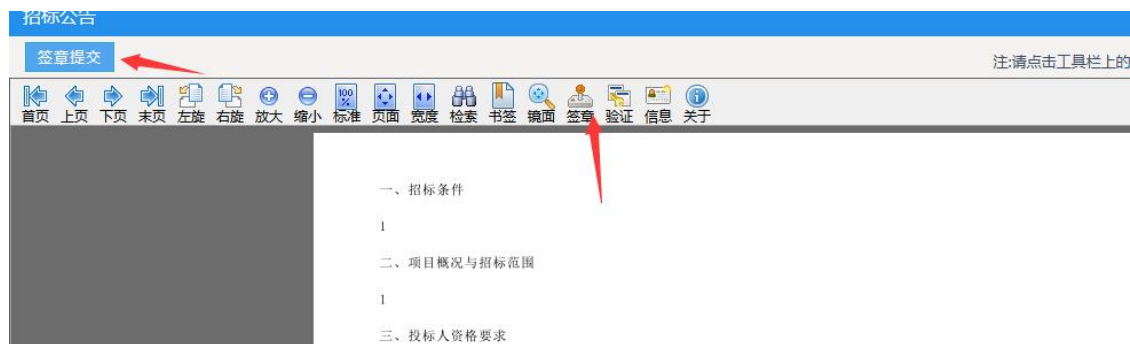 招标公告
签章提交
注:请点击工具栏上的
首页 上页 下页 末页 左旋 右旋 放大 缩小 100% 标准 页面 宽度 检索 书签 镜面 签章 验证 信息 关于
一、招标条件
1
二、项目概况与招标范围
1
三、投标人资格要求